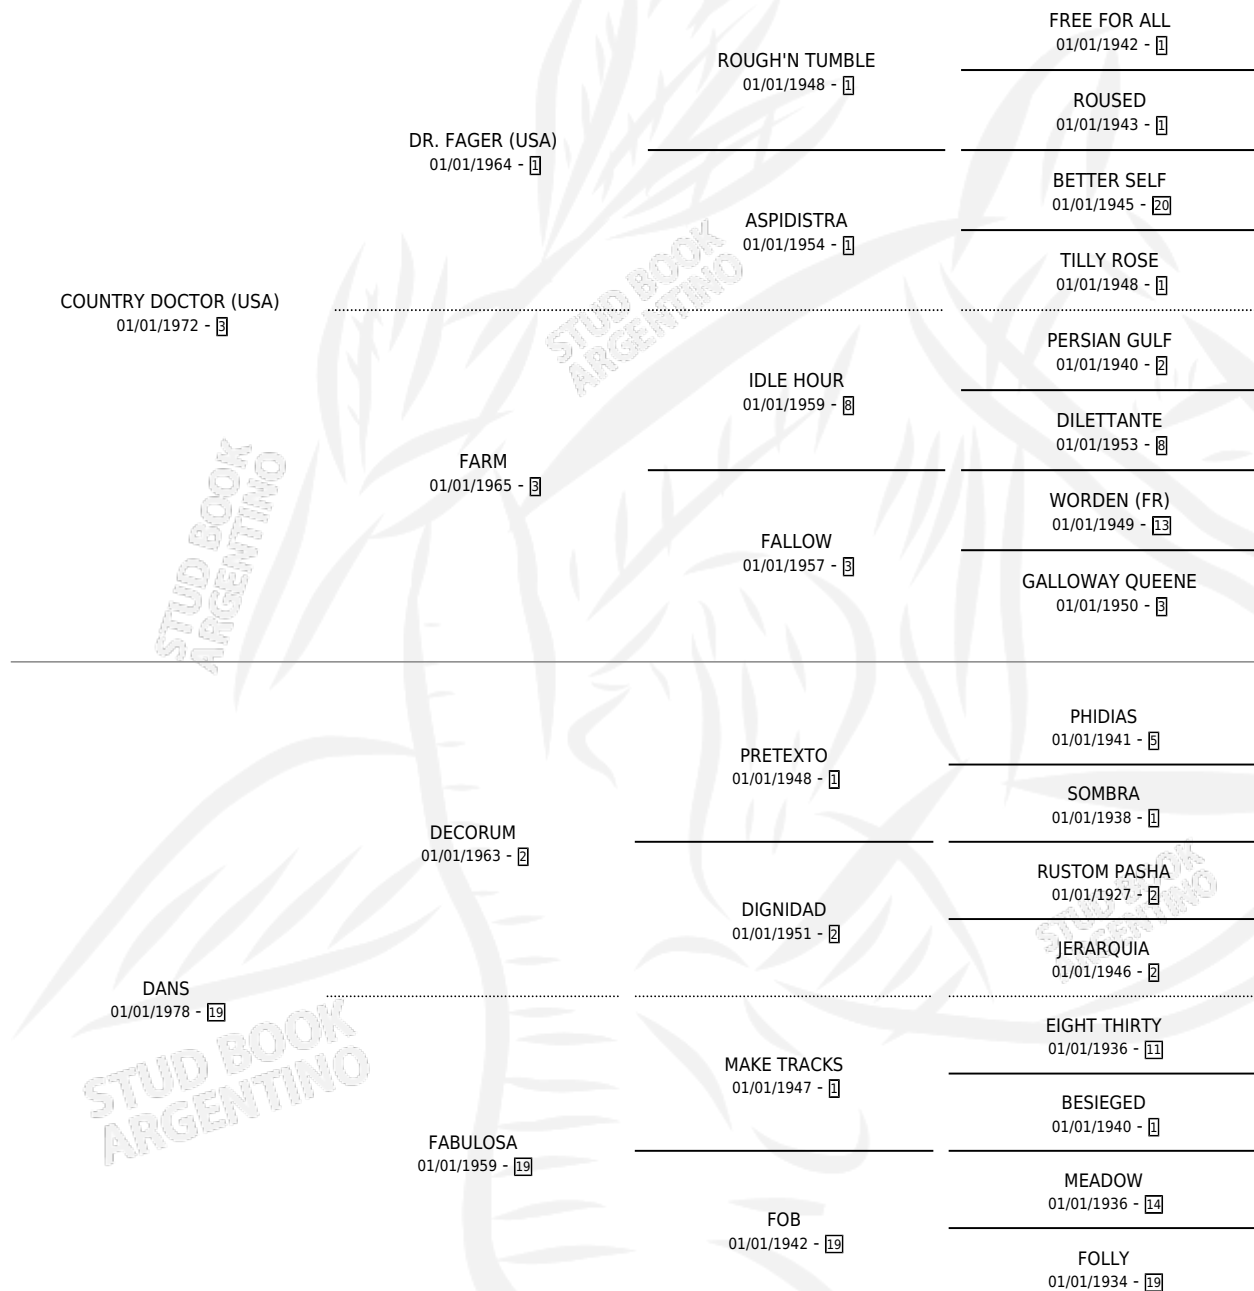 FREE FOR ALL
01/01/1942 - 1
ROUGH'N TUMBLE
01/01/1948 - 1
ROUSED
01/01/1943 - 1
DR. FAGER (USA)
01/01/1964 - 1
BETTER SELF
01/01/1945 - 20
ASPIDISTRA
01/01/1954 - 1
TILLY ROSE
01/01/1948 - 1
COUNTRY DOCTOR (USA)
01/01/1972 - 3
PERSIAN GULF
01/01/1940 - 2
IDLE HOUR
01/01/1959 - 8
DILETTANTE
01/01/1953 - 8
FARM
01/01/1965 - 3
WORDEN (FR)
01/01/1949 - 13
FALLOW
01/01/1957 - 3
GALLOWAY QUEENE
01/01/1950 - 3
PHIDIAS
01/01/1941 - 5
PRETEXTO
01/01/1948 - 1
SOMBRA
01/01/1938 - 1
DECORUM
01/01/1963 - 2
RUSTOM PASHA
01/01/1927 - 2
DIGNIDAD
01/01/1951 - 2
JERARQUIA
01/01/1946 - 2
DANS
01/01/1978 - 19
EIGHT THIRTY
01/01/1936 - 11
MAKE TRACKS
01/01/1947 - 1
BESIEGED
01/01/1940 - 1
FABULOSA
01/01/1959 - 19
MEADOW
01/01/1936 - 14
FOB
01/01/1942 - 19
FOLLY
01/01/1934 - 19
STUD BOOK
ARGENTINO
STUD BOOK
ARGENTINO
STUD BOOK
ARGENTINO
STUD BOOK
ARGENTINO